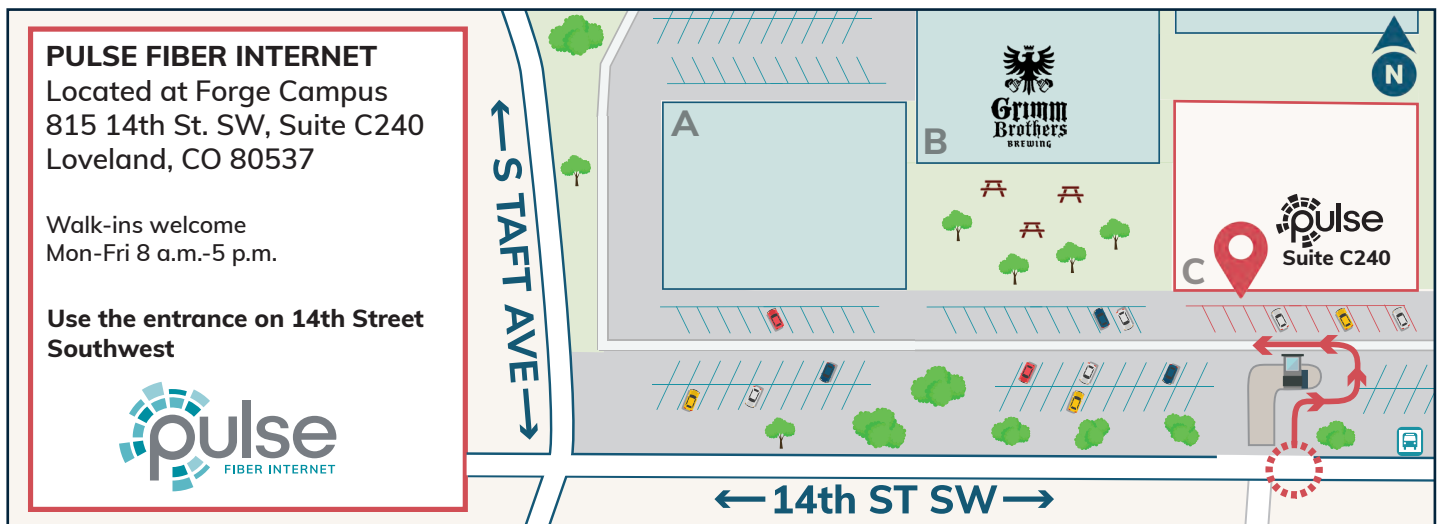 PULSE FIBER INTERNET
Located at Forge Campus
815 14th St. SW, Suite C240
Loveland, CO 80537
Walk-ins welcome
Mon-Fri 8 a.m.-5 p.m.
Use the entrance on 14th Street
Southwest
pulse
FIBER INTERNET
S TAFT AVE
A
B
Grimm
Brothers
BREWING
N
C
pulse
Suite C240
14th ST SW